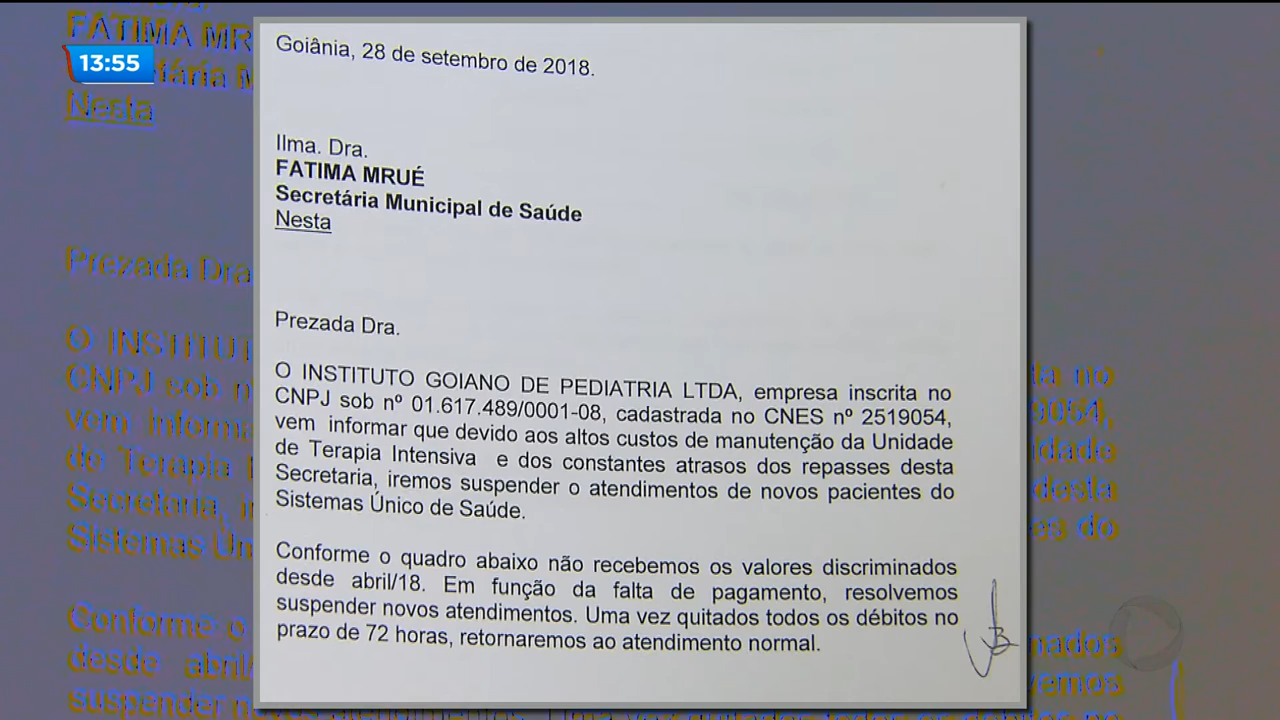 13:55
Goiânia, 28 de setembro de 2018.
Ilma. Dra.
FATIMA MRUÉ
Secretária Municipal de Saúde
Nesta
Prezada Dra.
O INSTITUTO GOIANO DE PEDIATRIA LTDA, empresa inscrita no
CNPJ sob nº 01.617.489/0001-08, cadastrada no CNES nº 2519054,
vem informar que devido aos altos custos de manutenção da Unidade
de Terapia Intensiva e dos constantes atrasos dos repasses desta
Secretaria, iremos suspender o atendimentos de novos pacientes do
Sistemas Único de Saúde.
Conforme o quadro abaixo não recebemos os valores discriminados
desde abril/18. Em função da falta de pagamento, resolvemos
suspender novos atendimentos. Uma vez quitados todos os débitos no
prazo de 72 horas, retornaremos ao atendimento normal.